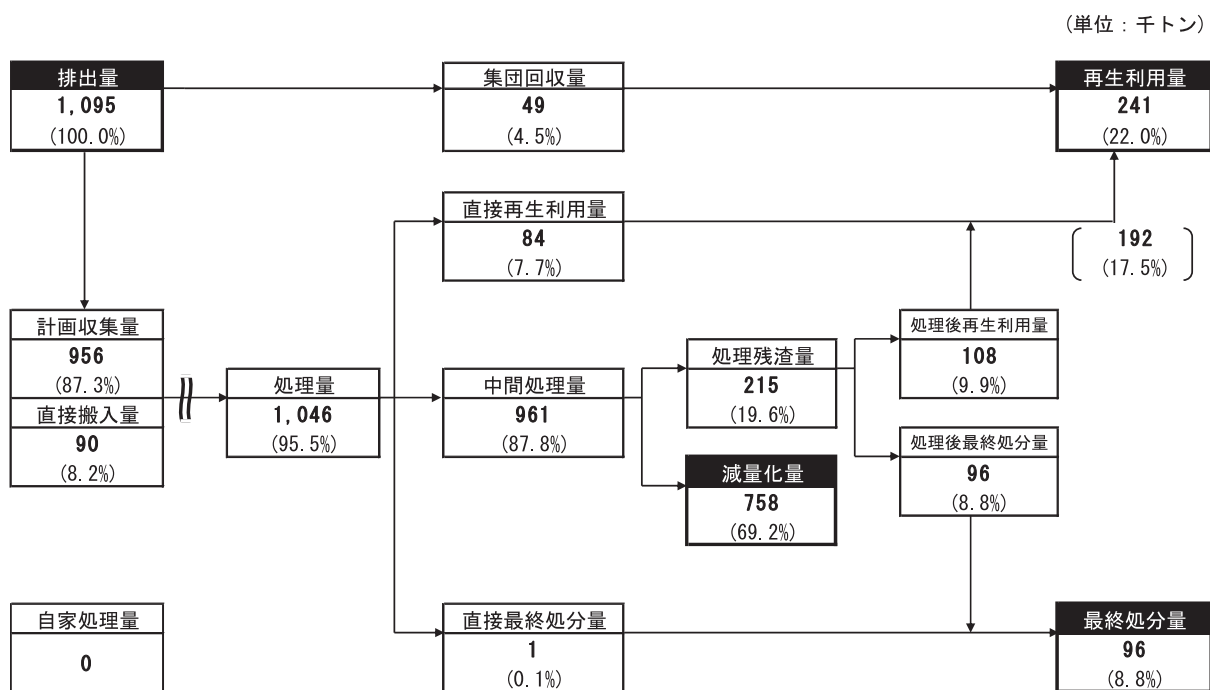 (単位：千トン)
排出量
1,095
(100.0%)
集団回収量
49
(4.5%)
再生利用量
241
(22.0%)
直接再生利用量
84
(7.7%)
192
(17.5%)
計画収集量
956
(87.3%)
直接搬入量
90
(8.2%)
処理量
1,046
(95.5%)
中間処理量
961
(87.8%)
処理残渣量
215
(19.6%)
処理後再生利用量
108
(9.9%)
減量化量
758
(69.2%)
処理後最終処分量
96
(8.8%)
自家処理量
0
直接最終処分量
1
(0.1%)
最終処分量
96
(8.8%)